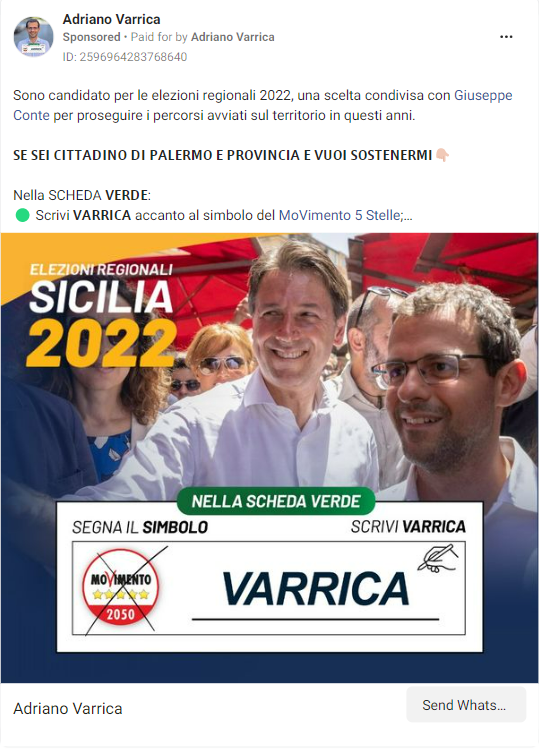 Adriano Varrica
Sponsored • Paid for by Adriano Varrica
ID: 2596964283768640
Sono candidato per le elezioni regionali 2022, una scelta condivisa con Giuseppe
Conte per proseguire i percorsi avviati sul territorio in questi anni.
SE SEI CITTADINO DI PALERMO E PROVINCIA E VUOI SOSTENERMI👇🏻
Nella SCHEDA VERDE:
🟢 Scrivi VARRICA accanto al simbolo del MoVimento 5 Stelle;...
ELEZIONI REGIONALI
SICILIA
2022
NELLA SCHEDA VERDE
SEGNA IL SIMBOLO
SCRIVI VARRICA
MOVIMENTO
2050
VARRICA
Adriano Varrica
Send Whats...